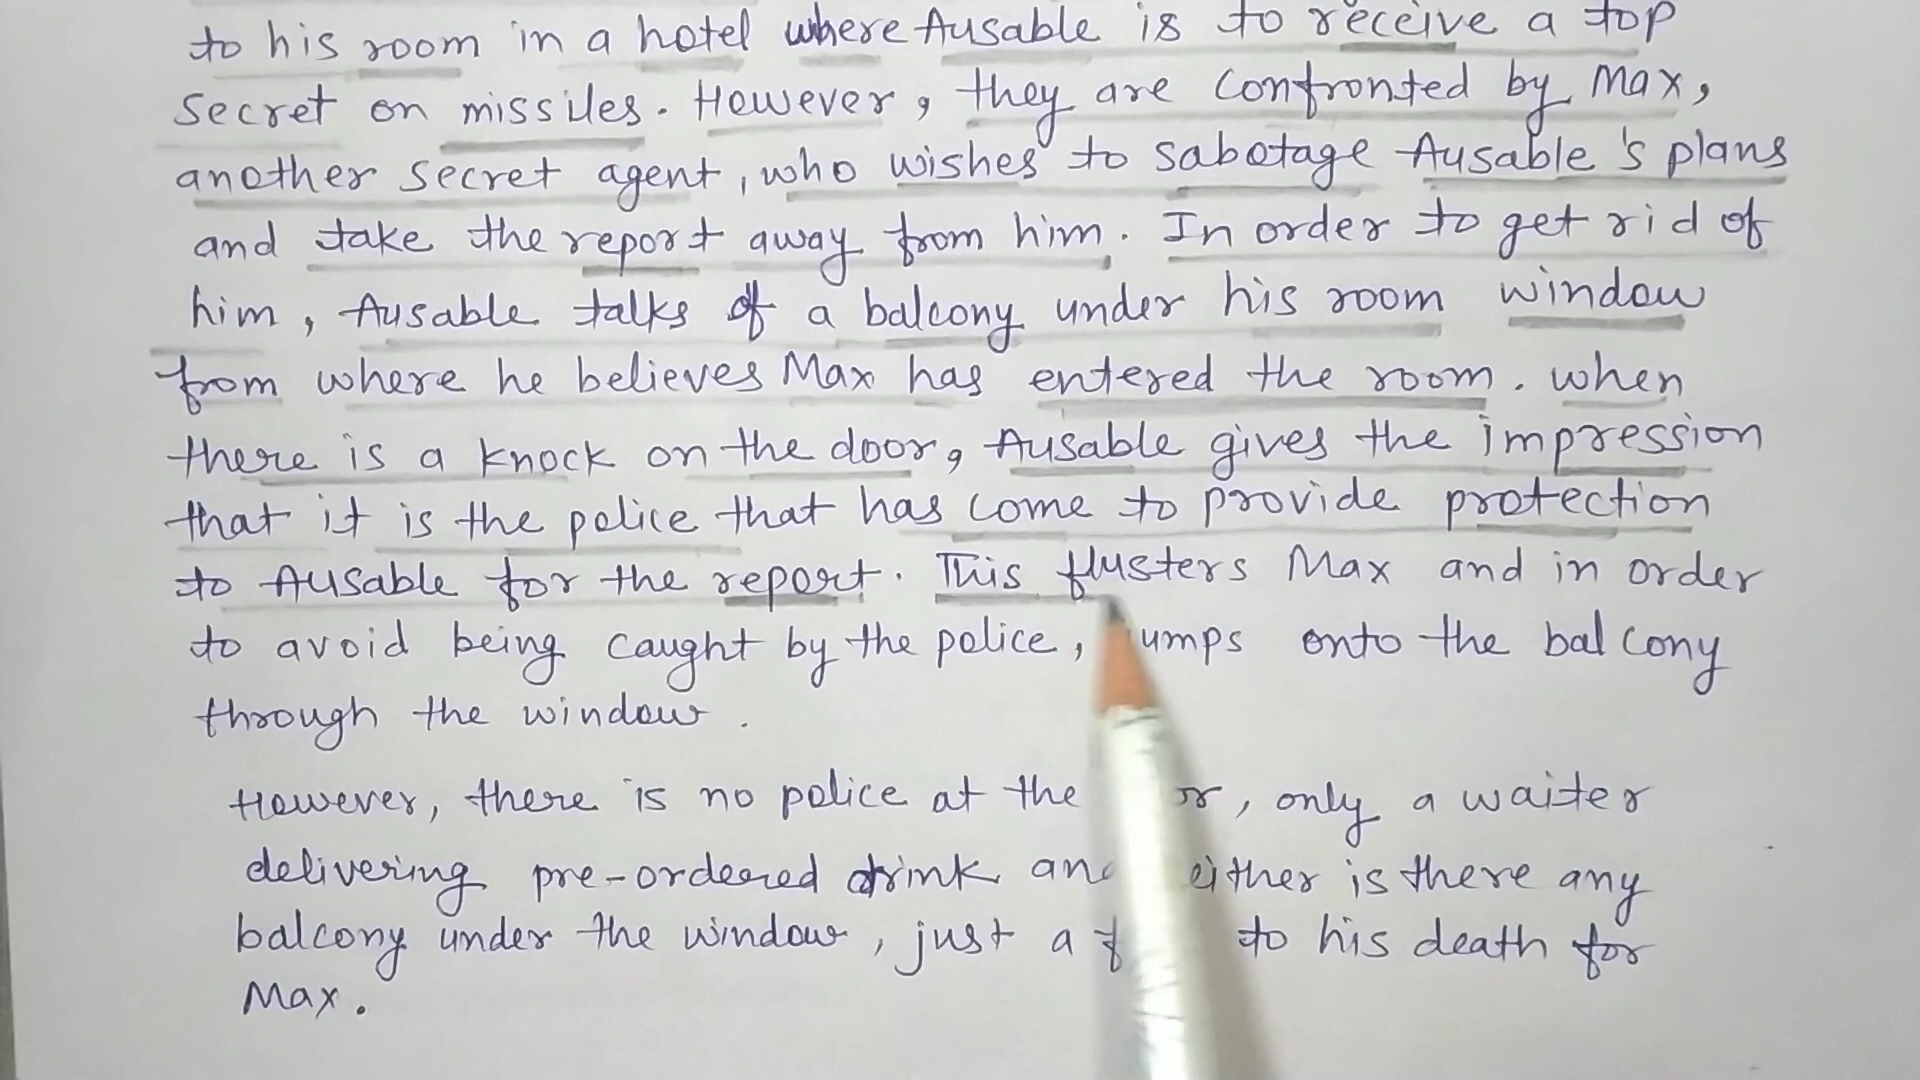 to his room in a hotel where Ausable is to receive a top
secret on missiles. However, they are confronted by Max,
another secret agent, who wishes to sabotage Ausable's plans
and take the report away from him. In order to get rid of
him, Ausable talks of a balcony under his room window
from where he believes Max has entered the room. when
there is a knock on the door, Ausable gives the impression
that it is the police that has come to provide protection
to Ausable for the report. This flusters Max and in order
to avoid being caught by the police, umps onto the balcony
through the window.
However, there is no police at the or, only a waiter
delivering pre-ordered drink an either is there any
balcony under the window, just a f to his death for
Max.